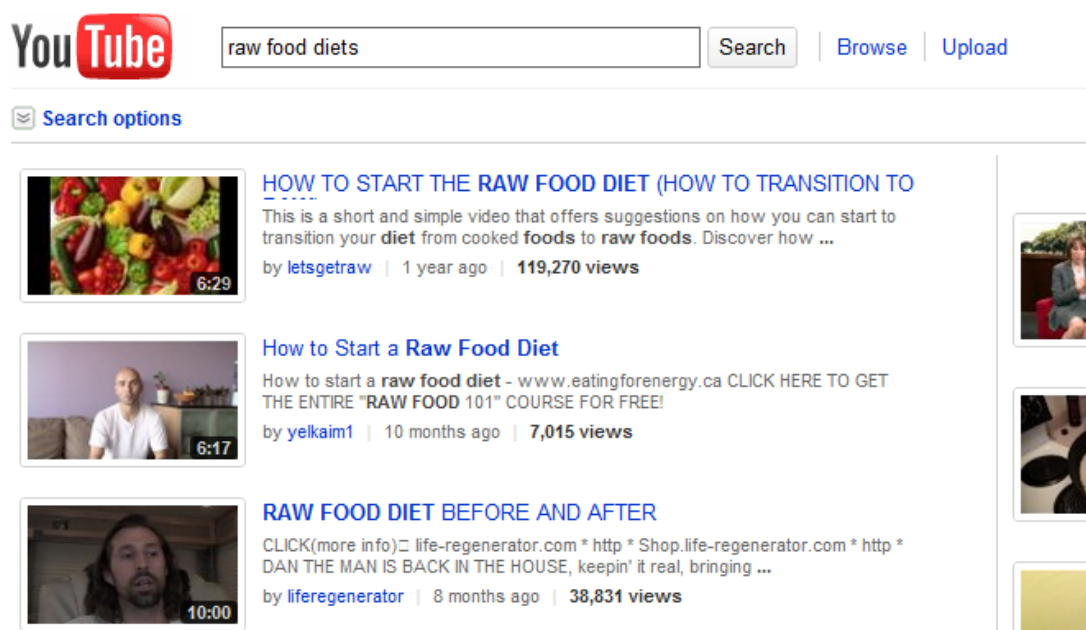 YouTube
raw food diets
Search
Browse
Upload
Search options
HOW TO START THE RAW FOOD DIET (HOW TO TRANSITION TO
This is a short and simple video that offers suggestions on how you can start to
transition your diet from cooked foods to raw foods. Discover how ...
by letsgetraw | 1 year ago | 119,270 views
6:29
How to Start a Raw Food Diet
How to start a raw food diet - www.eatingforenergy.ca CLICK HERE TO GET
THE ENTIRE "RAW FOOD 101" COURSE FOR FREE!
by yelkaim1 | 10 months ago | 7,015 views
6:17
RAW FOOD DIET BEFORE AND AFTER
CLICK(more info)□ life-regenerator.com * http * Shop.life-regenerator.com * http *
DAN THE MAN IS BACK IN THE HOUSE, keepin' it real, bringing ...
by liferegenerator | 8 months ago | 38,831 views
10:00